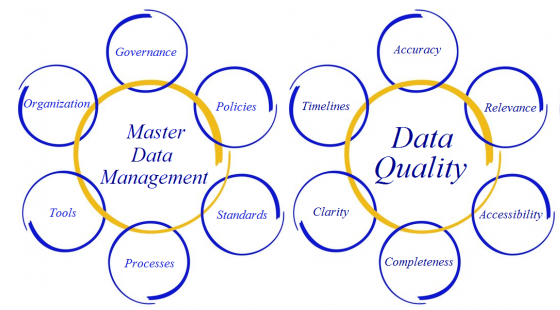 Governance
Organization
Policies
Master
Data
Management
Tools
Standards
Processes
Accuracy
Timelines
Relevance
Data
Quality
Clarity
Accessibility
Completeness